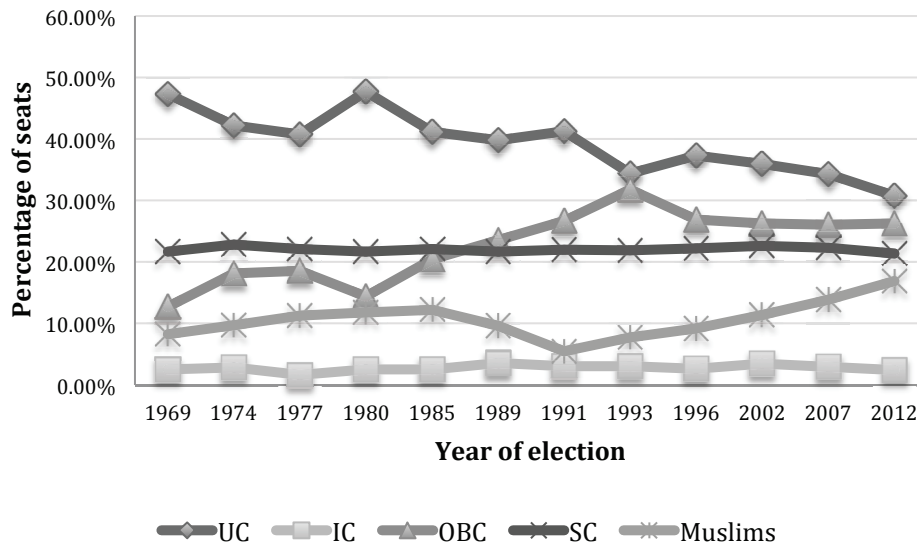 60.00%
50.00%
40.00%
30.00%
20.00%
10.00%
0.00%
Percentage of seats
1969 1974 1977 1980 1985 1989 1991 1993 1996 2002 2007 2012
Year of election
UC IC OBC SC Muslims